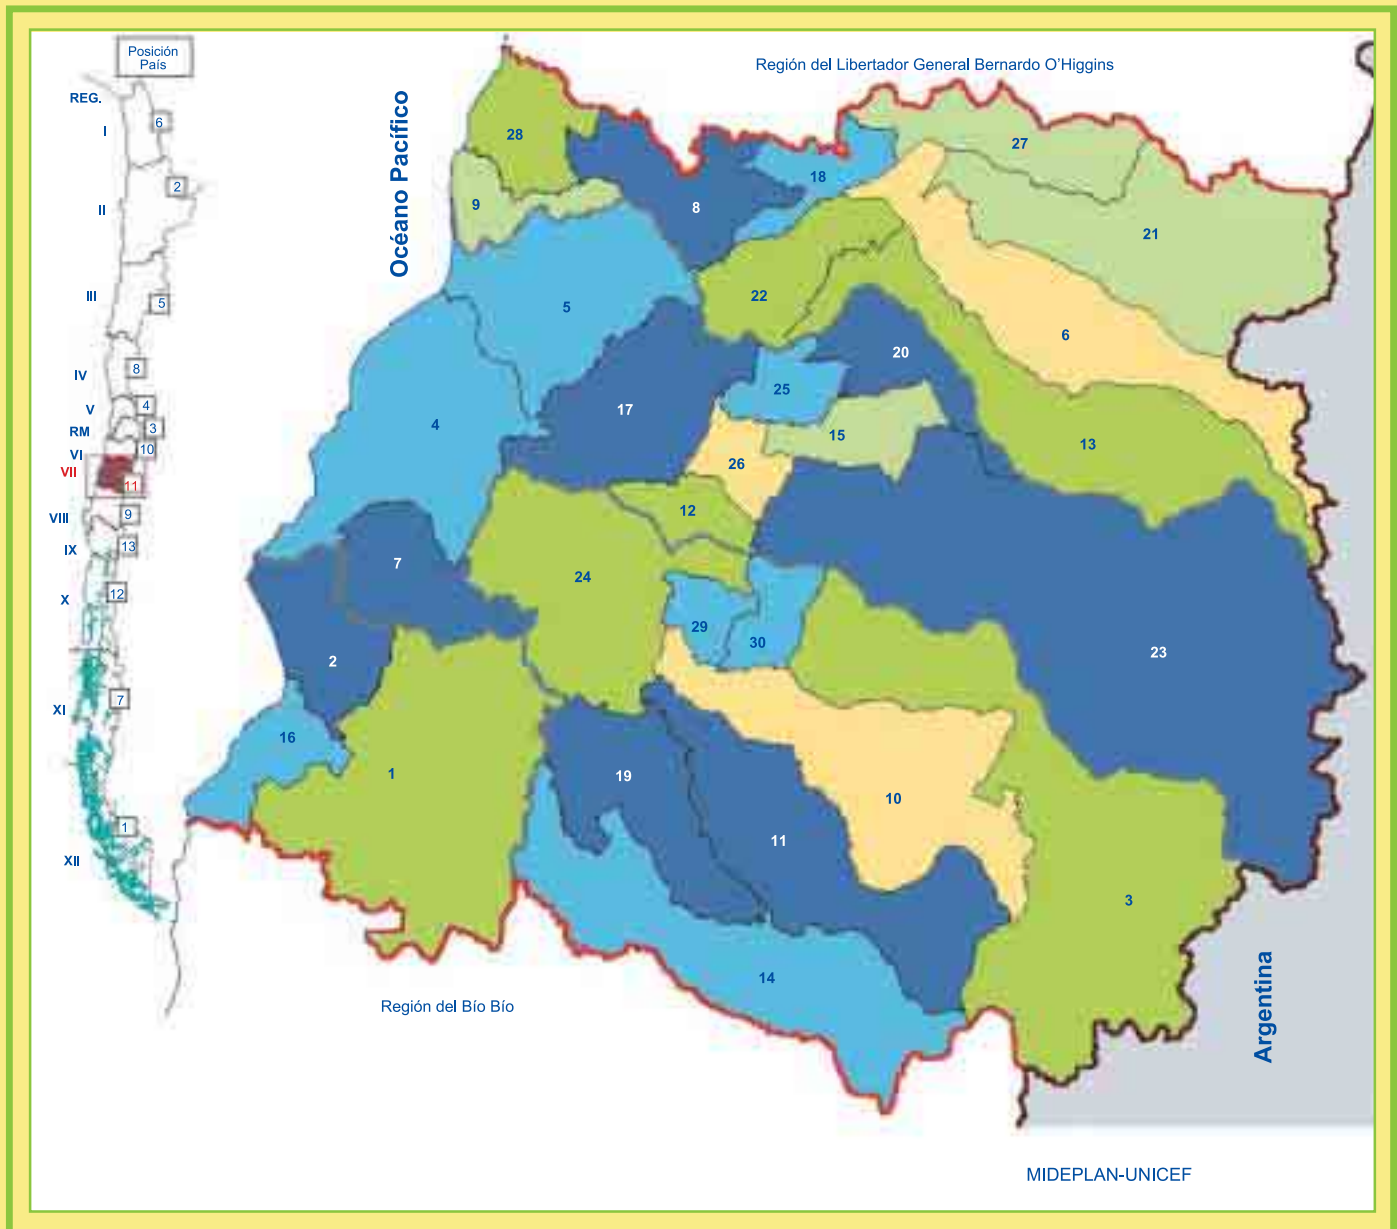 Posición
País
REG.
I
6
II
2
III
5
IV
8
V
4
RM
3
VI
10
VII
11
VIII
9
IX
13
X
12
XI
7
XII
1
Océano Pacífico
Región del Libertador General Bernardo O'Higgins
28
27
18
9
8
21
22
5
6
20
25
17
4
15
13
26
12
7
24
29
30
2
23
16
1
19
10
11
3
14
Región del Bío Bío
Argentina
MIDEPLAN-UNICEF